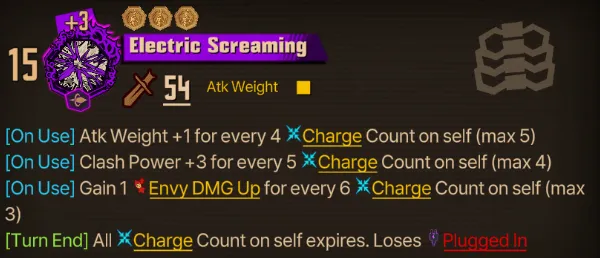 +3
Electric Screaming
15
54
Atk Weight
[On Use] Atk Weight +1 for every 4 Charge Count on self (max 5)
[On Use] Clash Power +3 for every 5 Charge Count on self (max 4)
[On Use] Gain 1 Envy DMG Up for every 6 Charge Count on self (max
3)
[Turn End] All Charge Count on self expires. Loses Plugged In